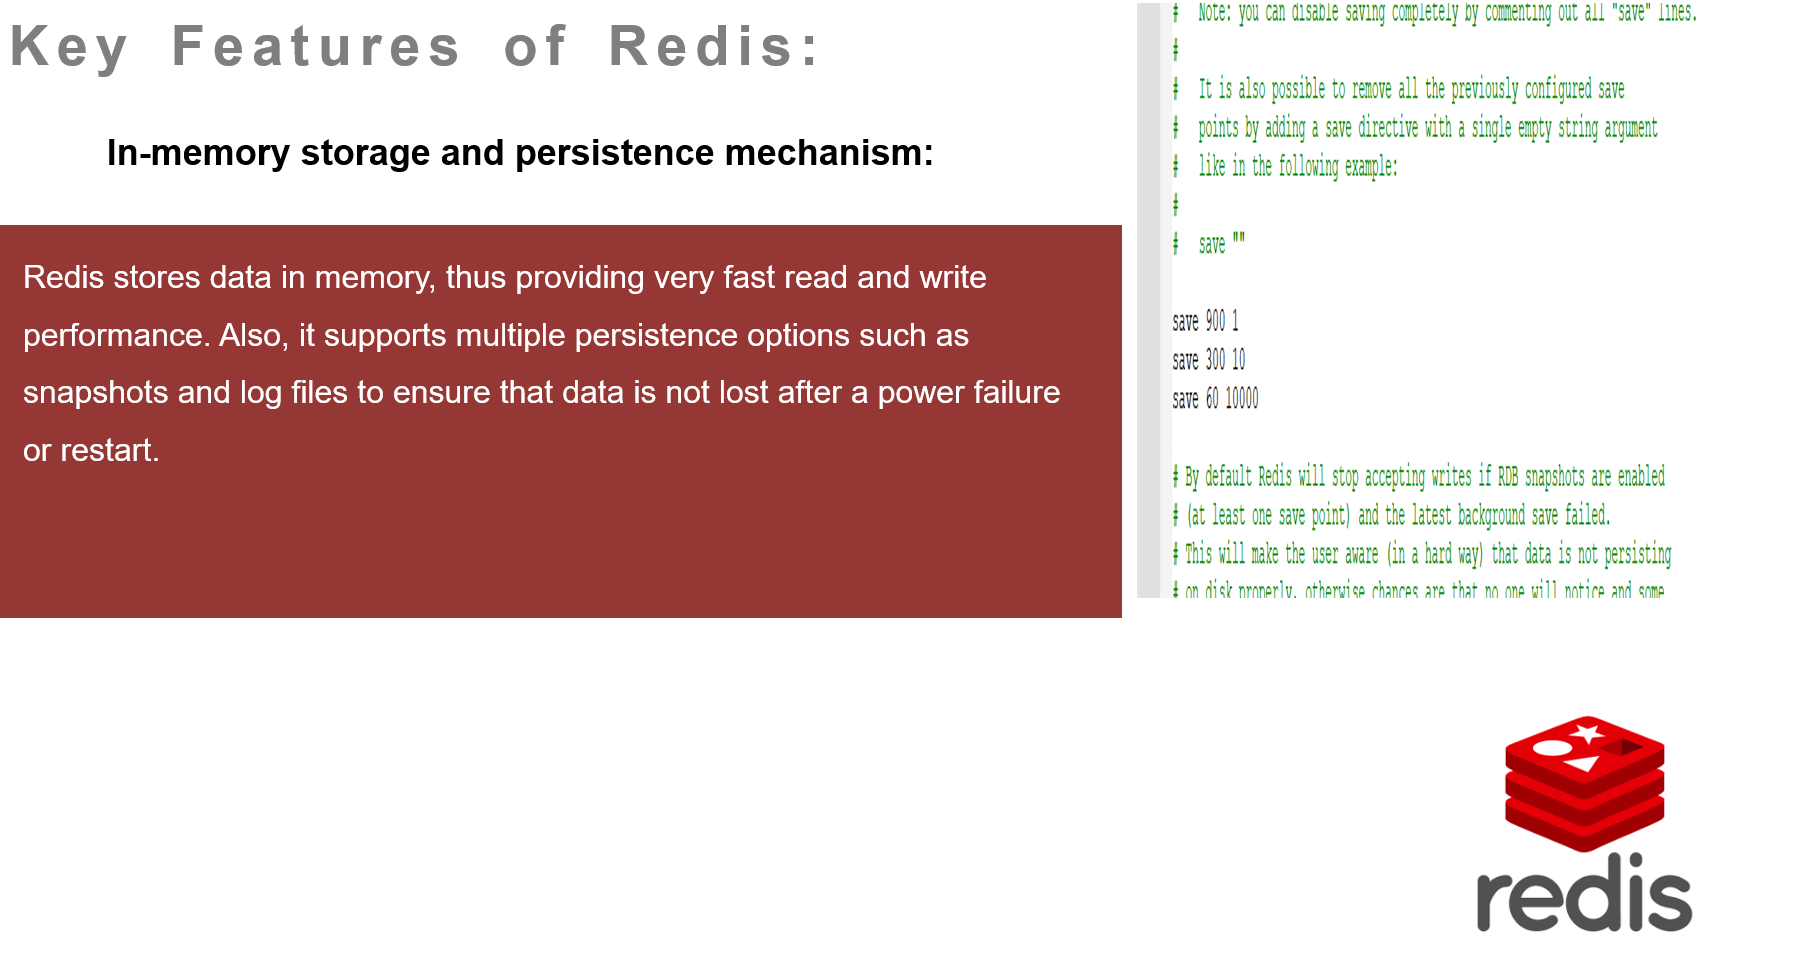 Key Features of Redis:
In-memory storage and persistence mechanism:
Redis stores data in memory, thus providing very fast read and write
performance. Also, it supports multiple persistence options such as
snapshots and log files to ensure that data is not lost after a power failure
or restart.
# Note: you can disable saving completely by commenting out all "save" lines.
#
# It is also possible to remove all the previously configured save
# points by adding a save directive with a single empty string argument
# like in the following example:
#
# save ""
save 900 1
save 300 10
save 60 10000
# By default Redis will stop accepting writes if RDB snapshots are enabled
# (at least one save point) and the latest background save failed.
# This will make the user aware (in a hard way) that data is not persisting
# on disk properly, otherwise chances are that no one will notice and some
redis